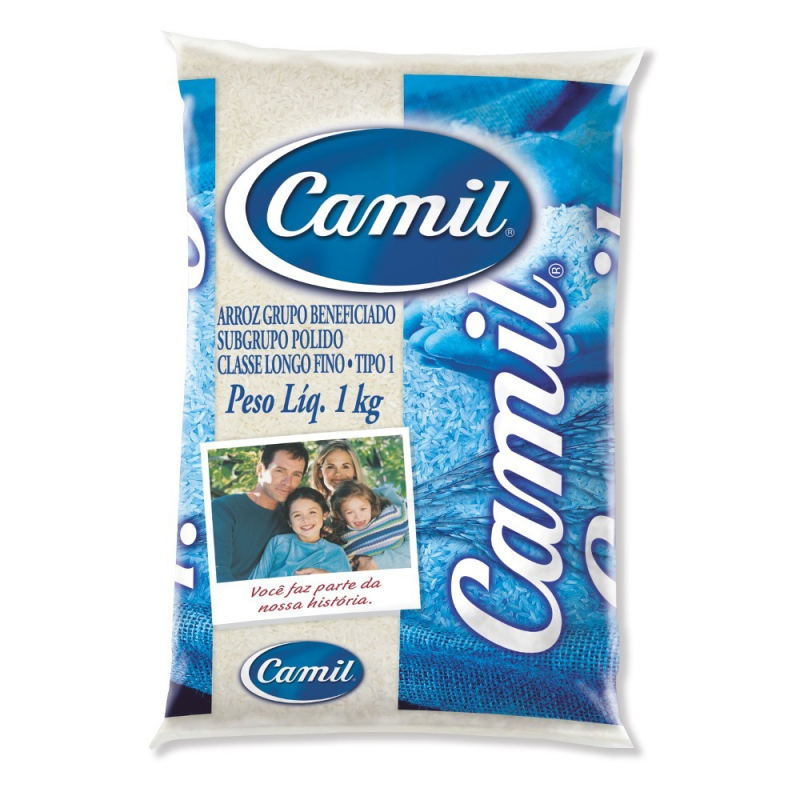 Camil®
ARROZ GRUPO BENEFICIADO
SUBGRUPO POLIDO
CLASSE LONGO FINO • TIPO 1
Peso Líq. 1 kg
Você faz parte da
nossa história.
Camil
Camil®